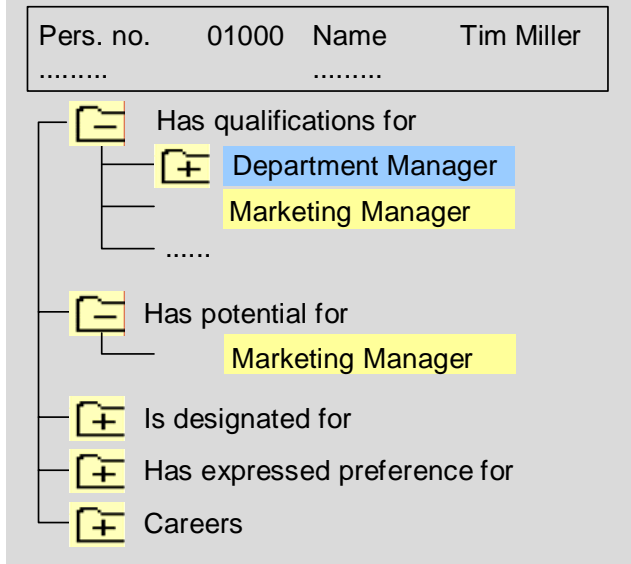 Pers. no. 01000 Name Tim Miller
......... .........
Has qualifications for
Department Manager
Marketing Manager
......
Has potential for
Marketing Manager
Is designated for
Has expressed preference for
Careers